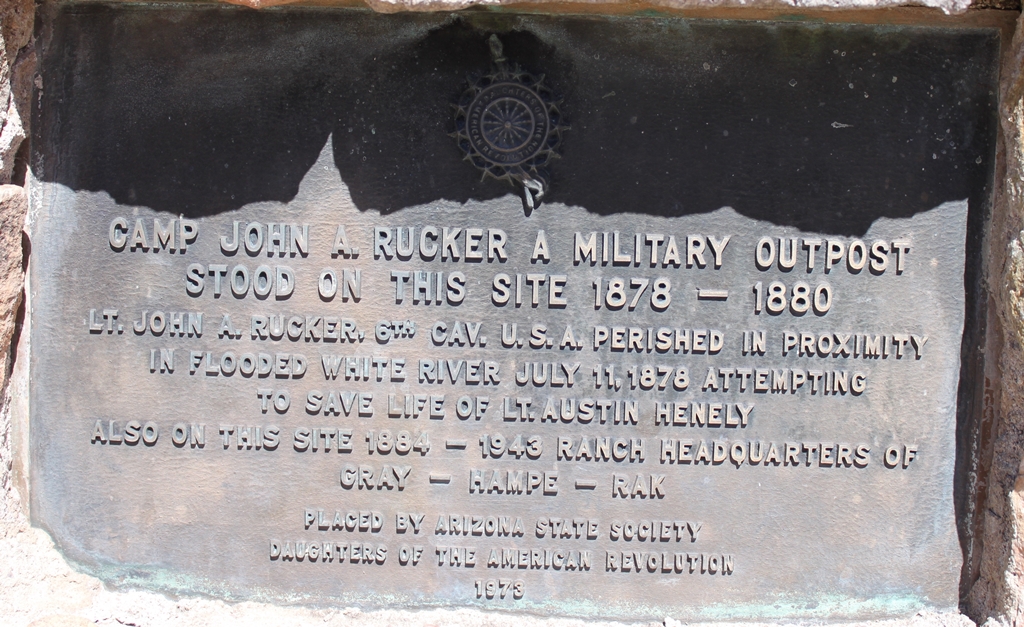 CAMP JOHN A. RUCKER A MILITARY OUTPOST
STOOD ON THIS SITE 1878 — 1880
LT. JOHN A. RUCKER, 6TH CAV. U.S.A. PERISHED IN PROXIMITY
IN FLOODED WHITE RIVER JULY 11, 1878 ATTEMPTING
TO SAVE LIFE OF LT. AUSTIN HENELY
ALSO ON THIS SITE 1884 — 1943 RANCH HEADQUARTERS OF
GRAY — HAMPE — RAK
PLACED BY ARIZONA STATE SOCIETY
DAUGHTERS OF THE AMERICAN REVOLUTION
1973